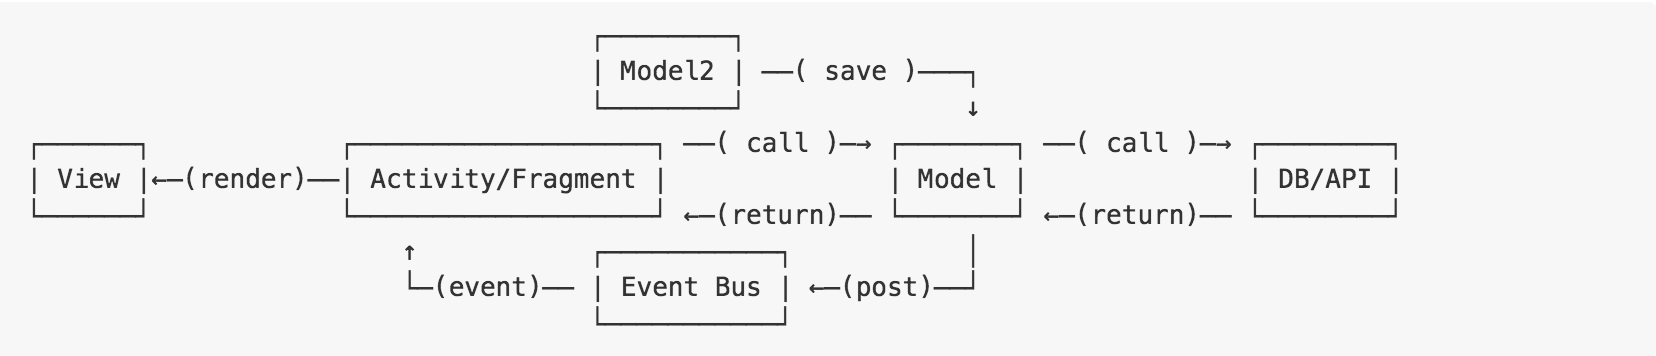 Model2 ——( save )——
——( call )—→ ——( call )—→
View ←—(render)—— Activity/Fragment Model DB/API
←—(return)—— ←—(return)——
↑
(event)—— Event Bus ←—(post)——